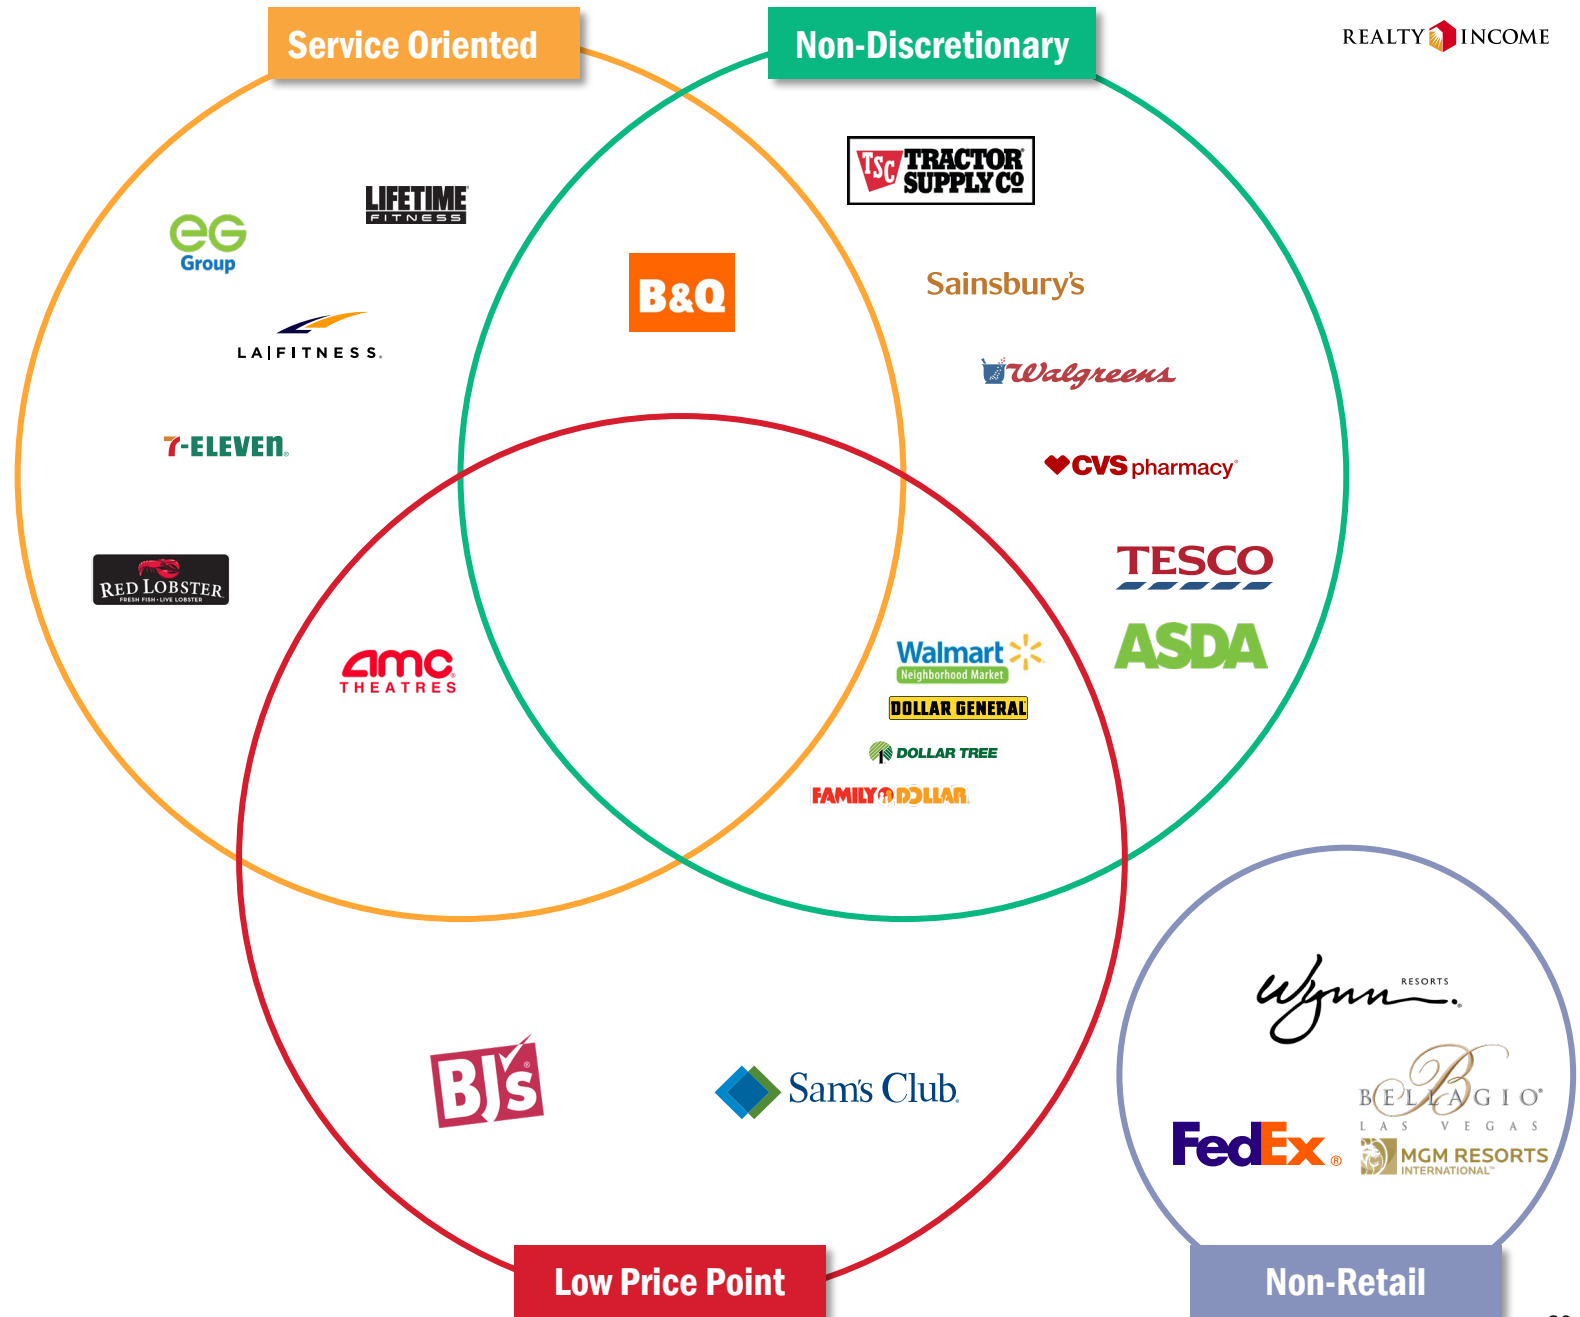 Service Oriented
Non-Discretionary
REALTY INCOME
TSC TRACTOR SUPPLY CO
LIFETIME
FITNESS
eG
Group
B&Q
Sainsbury's
LA|FITNESS.
Walgreens
7-ELEVEn®
CVS pharmacy®
TESCO
RED LOBSTER
FRESH FISH • LIVE LOBSTER
ASDA
amc
THEATRES
Walmart
Neighborhood Market
DOLLAR GENERAL
DOLLAR TREE
FAMILY DOLLAR
Wynn RESORTS
BJ's
Sam's Club
B
BELLAGIO®
LAS VEGAS
FedEx®
MGM RESORTS
INTERNATIONAL™
Low Price Point
Non-Retail